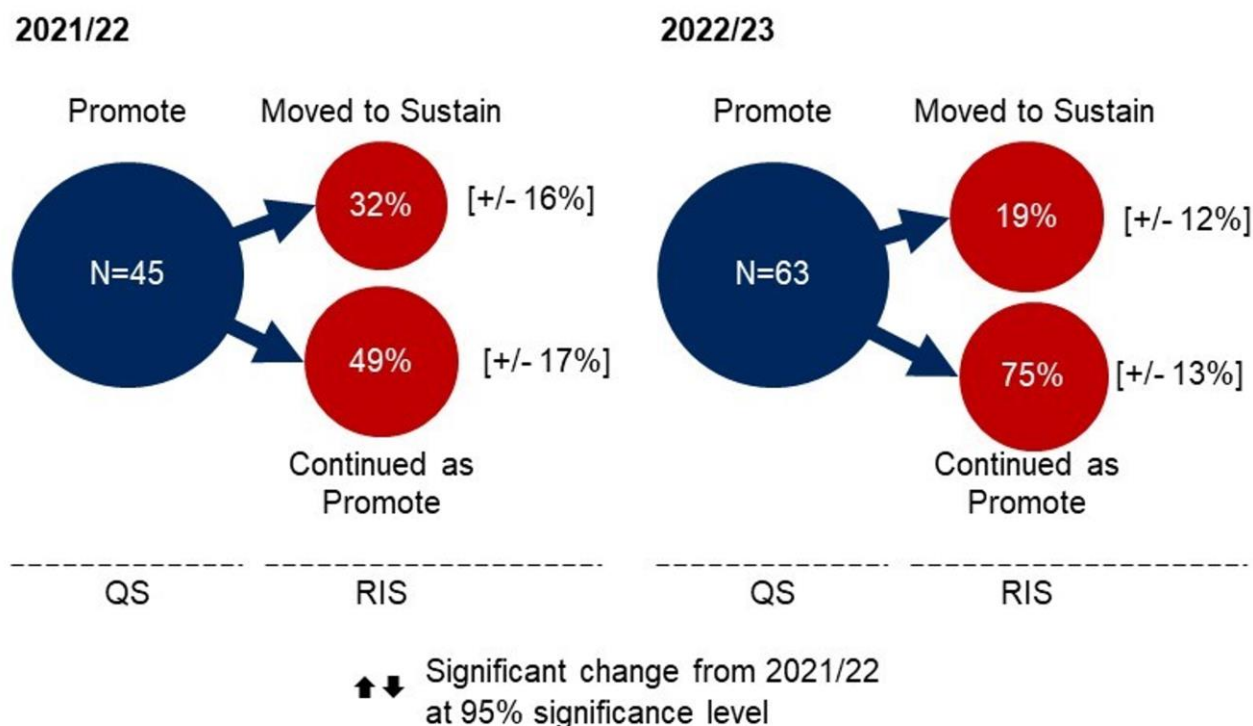 2021/22
Promote
Moved to Sustain
N=45
32%
[+/- 16%]
49%
[+/- 17%]
Continued as
Promote
QS
RIS
2022/23
Promote
Moved to Sustain
N=63
19%
[+/- 12%]
75%
[+/- 13%]
Continued as
Promote
QS
RIS
Significant change from 2021/22
at 95% significance level